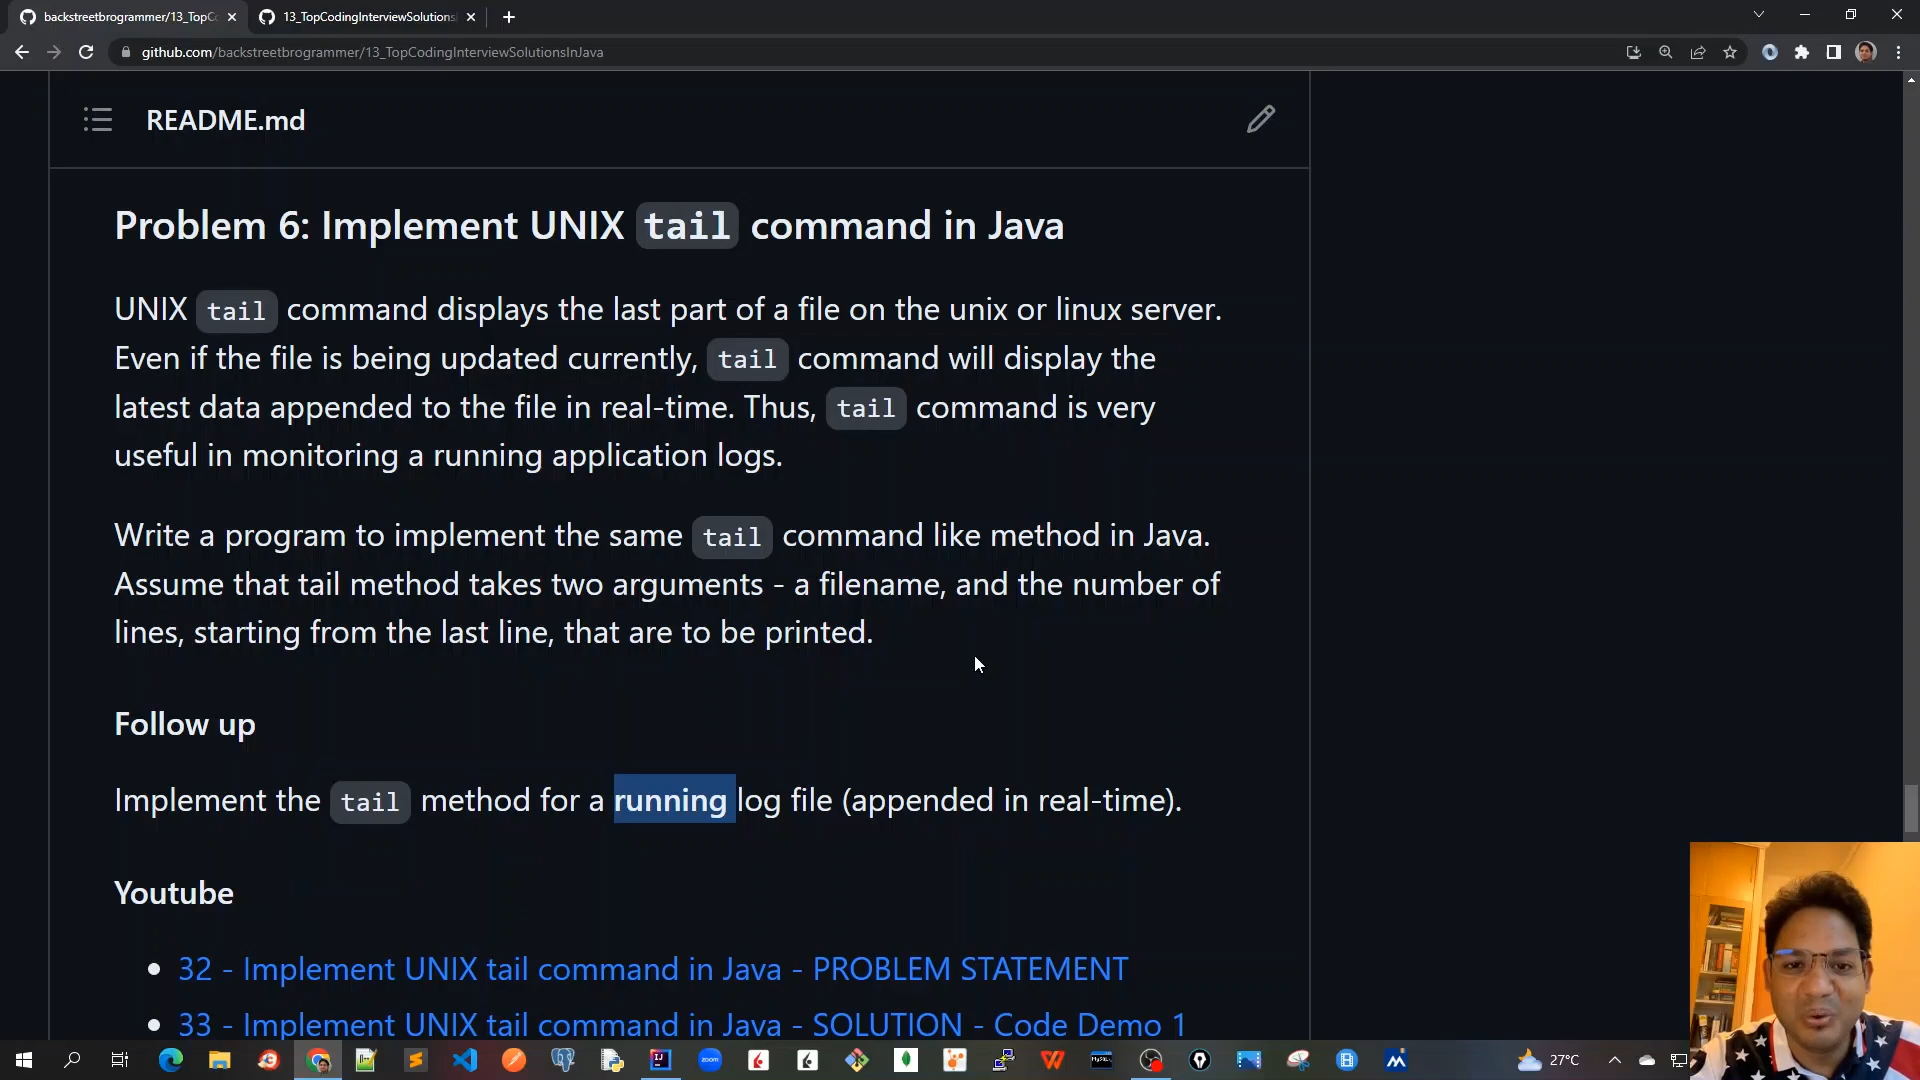 backstreetbrogrammer/13_TopCo
13_TopCodingInterviewSolutions
github.com/backstreetbrogrammer/13_TopCodingInterviewSolutionsInJava
README.md
Problem 6: Implement UNIX tail command in Java
UNIX tail command displays the last part of a file on the unix or linux server.
Even if the file is being updated currently, tail command will display the
latest data appended to the file in real-time. Thus, tail command is very
useful in monitoring a running application logs.
Write a program to implement the same tail command like method in Java.
Assume that tail method takes two arguments - a filename, and the number of
lines, starting from the last line, that are to be printed.
Follow up
Implement the tail method for a running log file (appended in real-time).
Youtube
32 - Implement UNIX tail command in Java - PROBLEM STATEMENT
33 - Implement UNIX tail command in Java - SOLUTION - Code Demo 1
zoom
27°C